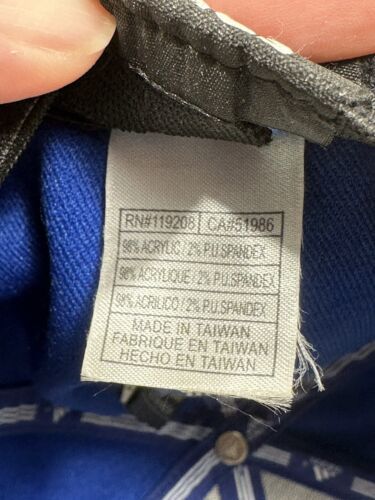 RN#119208 CA#51986
98% ACRYLIC / 2% P.U.SPANDEX
98% ACRYLIQUE / 2% P.U.SPANDEX
98% ACRILICO / 2% P.U.SPANDEX
MADE IN TAIWAN
FABRIQUE EN TAIWAN
HECHO EN TAIWAN